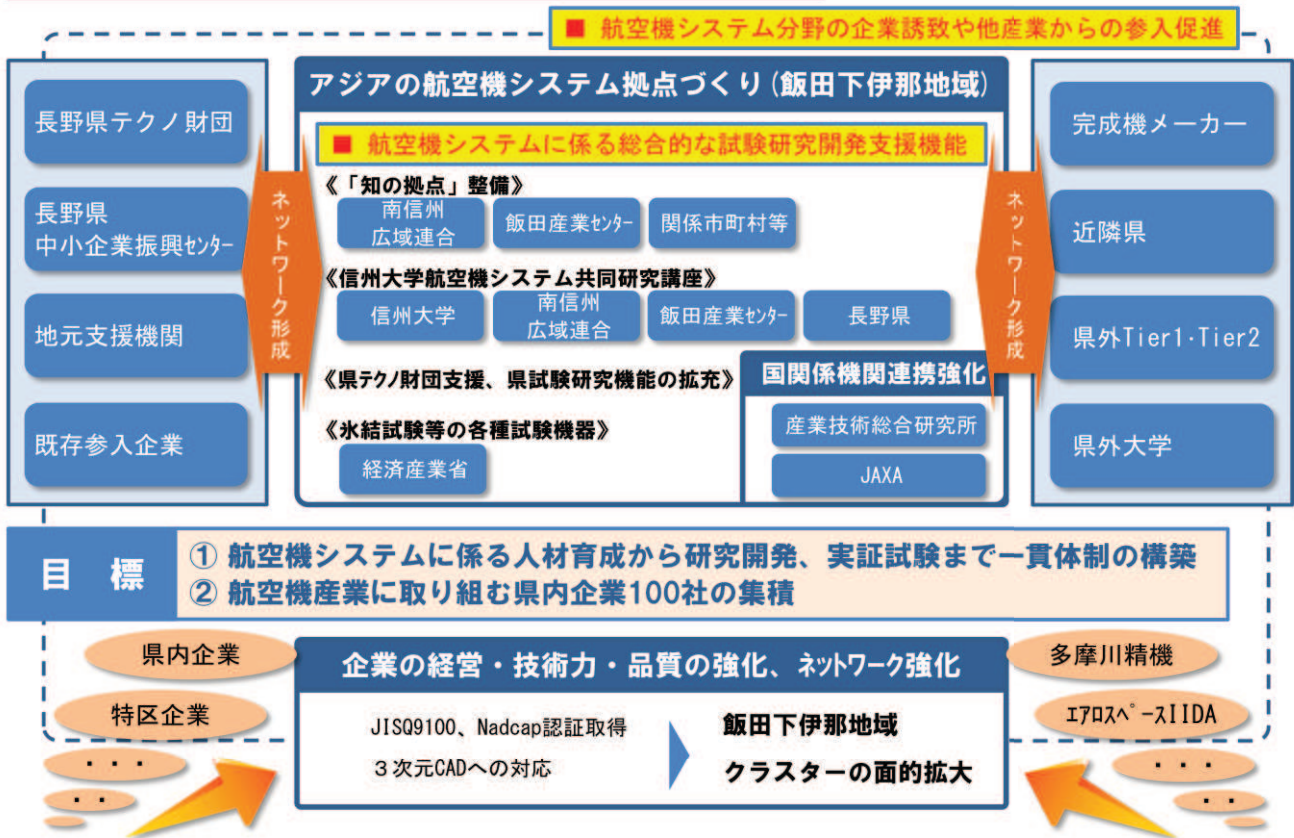 ■ 航空機システム分野の企業誘致や他産業からの参入促進
長野県テクノ財団
長野県
中小企業振興ｾﾝﾀｰ
地元支援機関
既存参入企業
ネットワーク形成
アジアの航空機システム拠点づくり(飯田下伊那地域)
■ 航空機システムに係る総合的な試験研究開発支援機能
《「知の拠点」整備》
南信州
広域連合
飯田産業ｾﾝﾀｰ
関係市町村等
《信州大学航空機システム共同研究講座》
信州大学
南信州
広域連合
飯田産業ｾﾝﾀｰ
長野県
《県ﾃｸﾉ財団支援、県試験研究機能の拡充》
《氷結試験等の各種試験機器》
経済産業省
国関係機関連携強化
産業技術総合研究所
JAXA
ネットワーク形成
完成機メーカー
近隣県
県外Tier1･Tier2
県外大学
目 標
① 航空機システムに係る人材育成から研究開発、実証試験まで一貫体制の構築
② 航空機産業に取り組む県内企業100社の集積
県内企業
特区企業
・・・
・・
企業の経営・技術力・品質の強化、ﾈｯﾄﾜｰｸ強化
JISQ9100、Nadcap認証取得
３次元CADへの対応
飯田下伊那地域
クラスターの面的拡大
多摩川精機
ｴｱﾛｽﾍﾟｰｽIIDA
・・・
・・